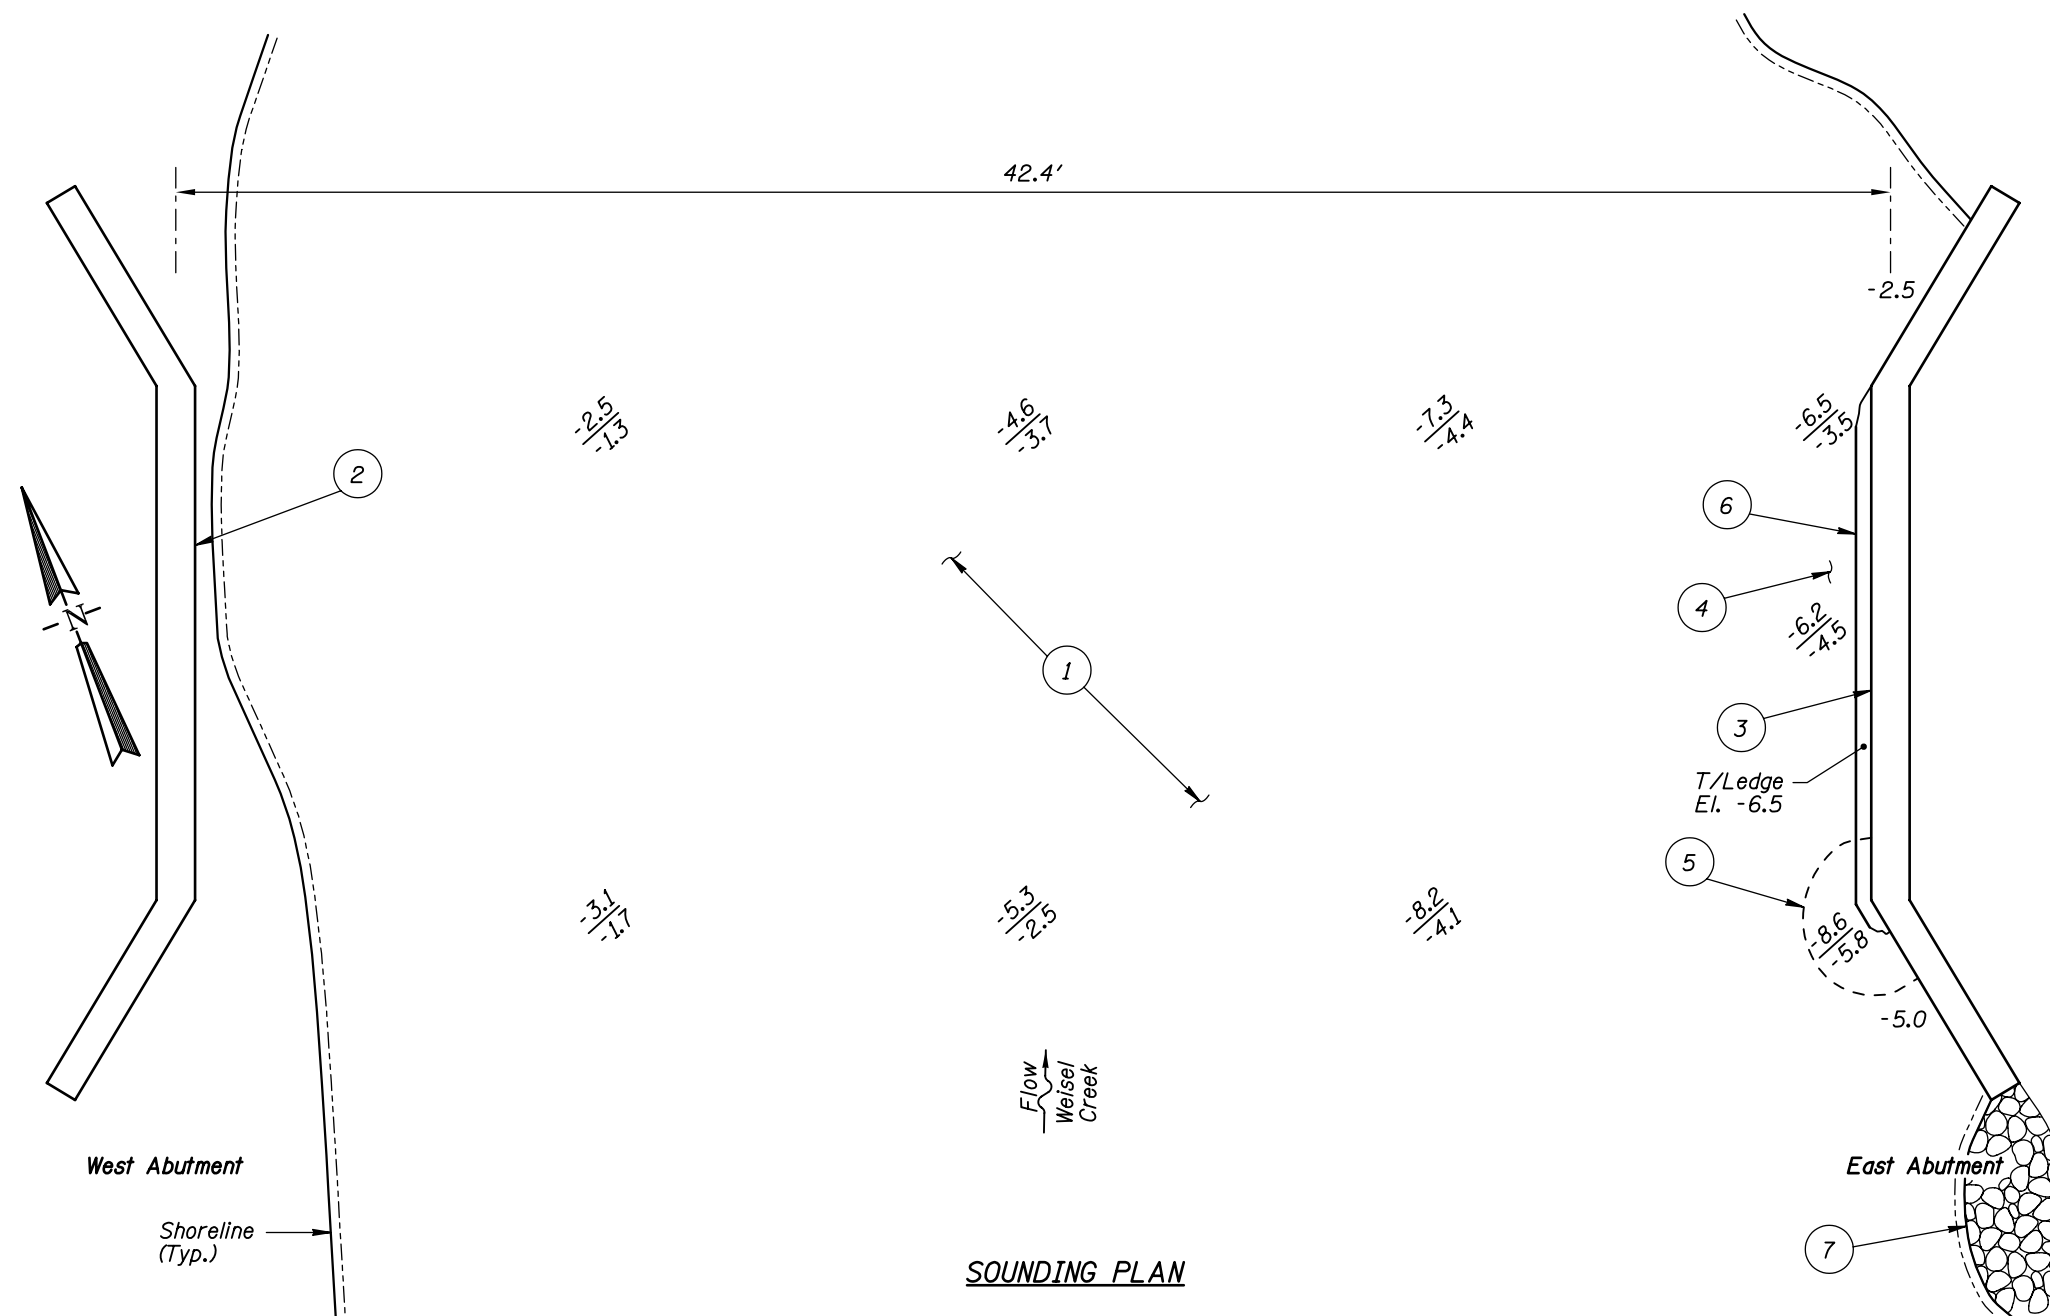 42.4'
-2.5
-2.5
-1.3
-4.6
-3.7
-7.3
-4.4
-6.5
-3.5
2
6
N
4
-6.2
-4.5
1
3
T/Ledge
El. -6.5
5
-3.1
-1.7
-5.3
-2.5
-8.2
-4.1
-8.6
-5.8
-5.0
Flow
Weisel
Creek
West Abutment
East Abutment
Shoreline
(Typ.)
7
SOUNDING PLAN